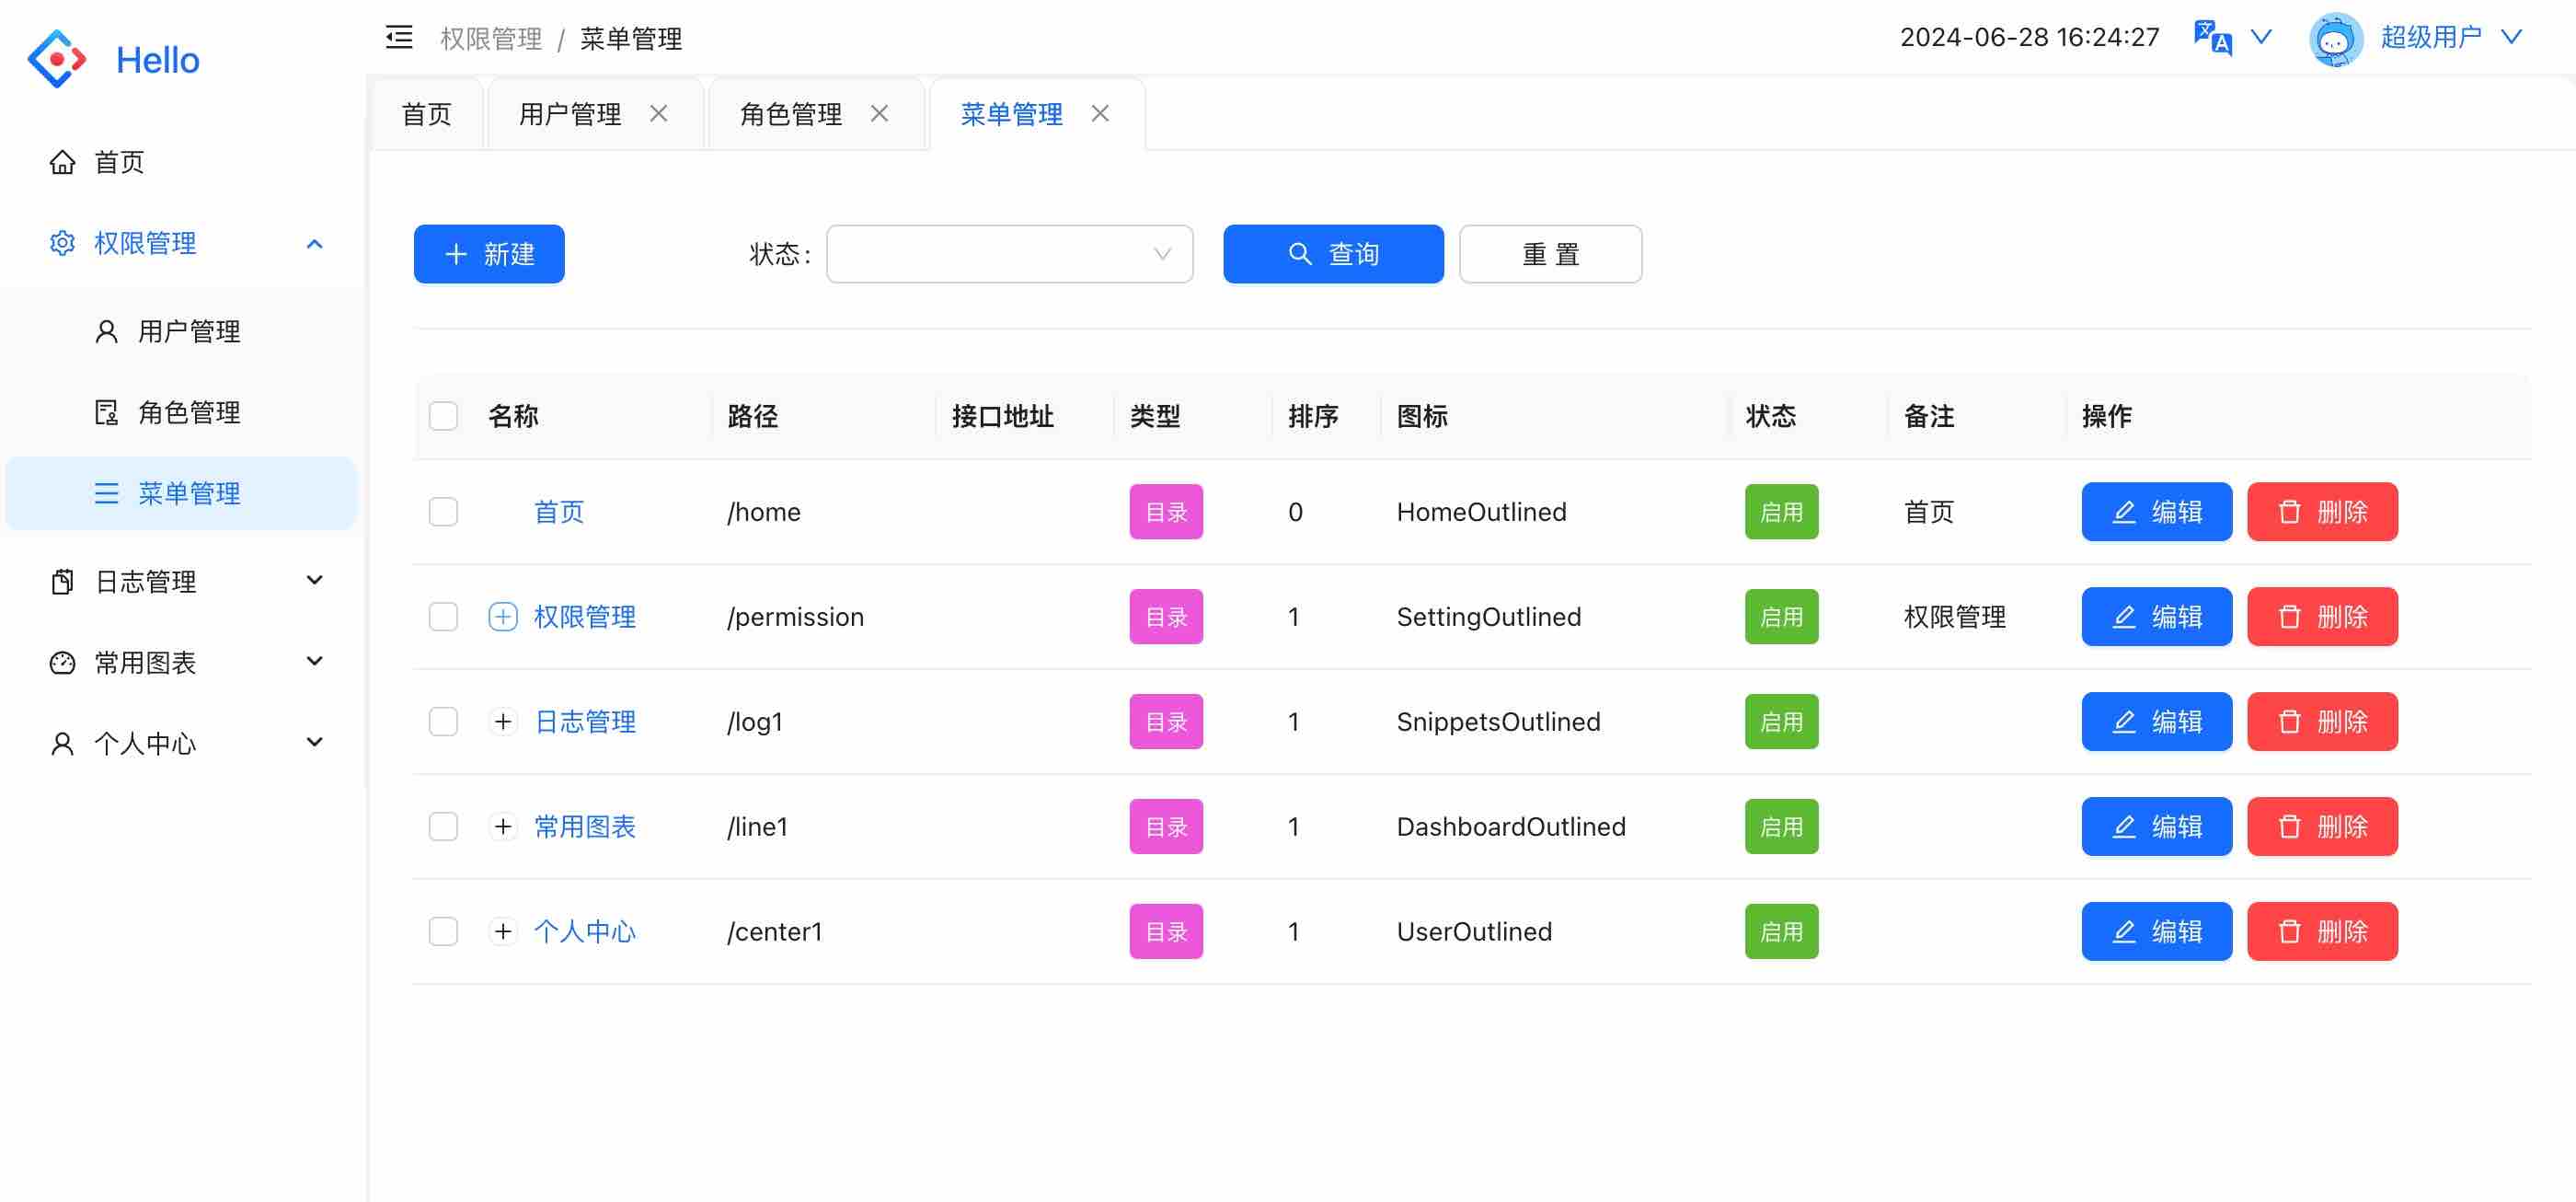 Hello
首页
权限管理
用户管理
角色管理
菜单管理
日志管理
常用图表
个人中心
权限管理 / 菜单管理
2024-06-28 16:24:27 文A 超级用户
首页 用户管理 角色管理 菜单管理
新建 状态: 查询 重置
名称 路径 接口地址 类型 排序 图标 状态 备注 操作
首页 /home 目录 0 HomeOutlined 启用 首页 编辑 删除
权限管理 /permission 目录 1 SettingOutlined 启用 权限管理 编辑 删除
日志管理 /log1 目录 1 SnippetsOutlined 启用 编辑 删除
常用图表 /line1 目录 1 DashboardOutlined 启用 编辑 删除
个人中心 /center1 目录 1 UserOutlined 启用 编辑 删除